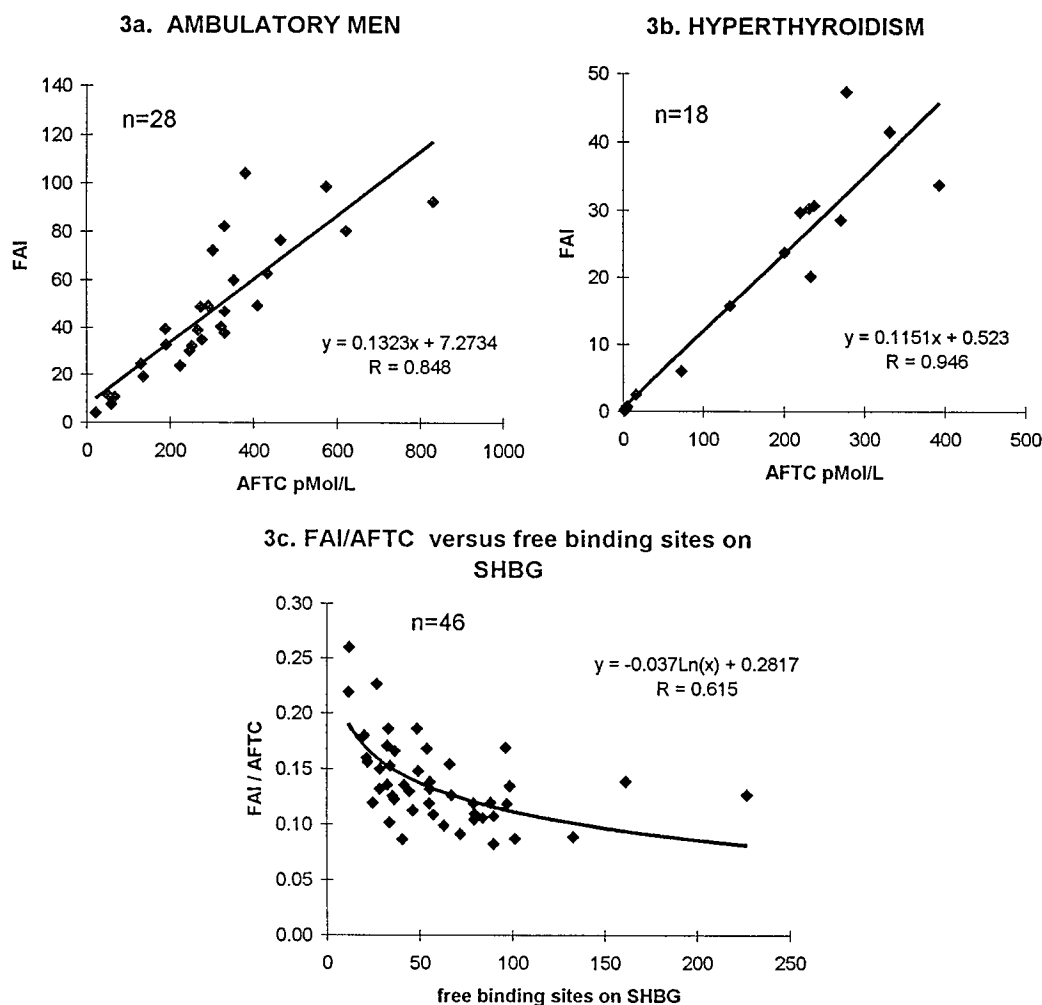 3a. AMBULATORY MEN
140
120
100
80
60
40
20
0
FAI
n=28
y = 0.1323x + 7.2734
R = 0.848
0 200 400 600 800 1000
AFTC pMol/L
3b. HYPERTHYROIDISM
50
40
30
20
10
0
FAI
n=18
y = 0.1151x + 0.523
R = 0.946
0 100 200 300 400 500
AFTC pMol/L
3c. FAI/AFTC versus free binding sites on
SHBG
0.30
0.25
0.20
0.15
0.10
0.05
0.00
FAI / AFTC
n=46
y = -0.037Ln(x) + 0.2817
R = 0.615
0 50 100 150 200 250
free binding sites on SHBG